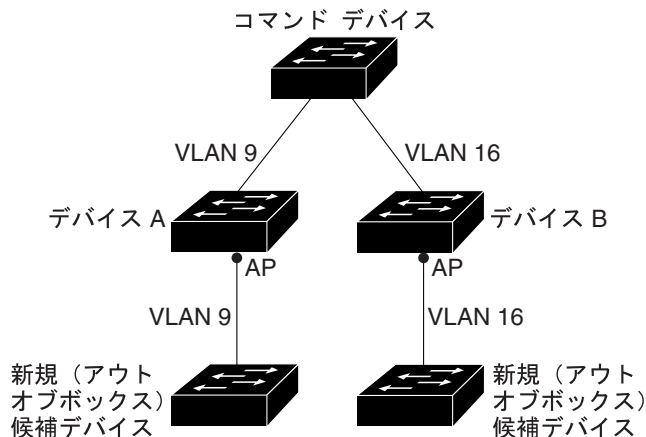 コマンド デバイス
VLAN 9
VLAN 16
デバイス A
デバイス B
AP
AP
VLAN 9
VLAN 16
新規（アウト
オブボックス）
候補デバイス
新規（アウト
オブボックス）
候補デバイス